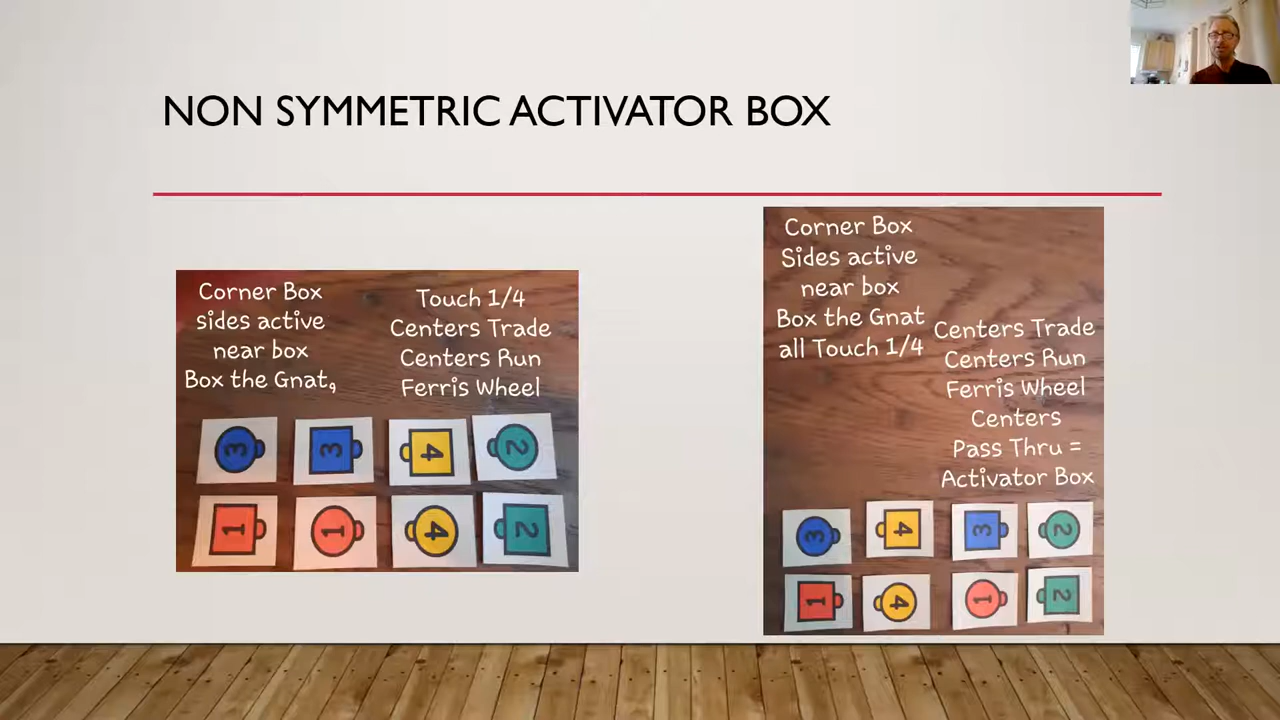 NON SYMMETRIC ACTIVATOR BOX
Corner Box
sides active
near box
Box the Gnat,
Touch 1/4
Centers Trade
Centers Run
Ferris Wheel
3 3 4 2
1 1 4 2
Corner Box
Sides active
near box
Box the Gnat
all Touch 1/4
Centers Trade
Centers Run
Ferris Wheel
Centers
Pass Thru =
Activator Box
3 4 3 2
1 4 1 2